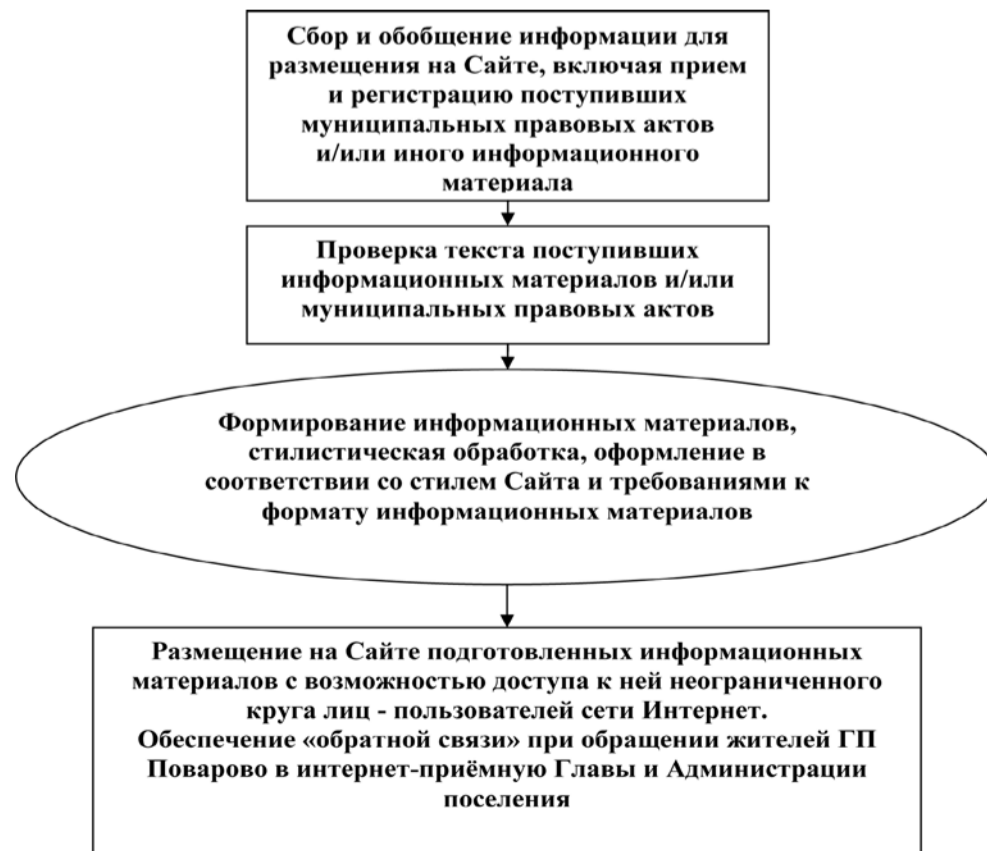 Сбор и обобщение информации для
размещения на Сайте, включая прием
и регистрацию поступивших
муниципальных правовых актов
и/или иного информационного
материала
Проверка текста поступивших
информационных материалов и/или
муниципальных правовых актов
Формирование информационных материалов,
стилистическая обработка, оформление в
соответствии со стилем Сайта и требованиями к
формату информационных материалов
Размещение на Сайте подготовленных информационных
материалов с возможностью доступа к ней неограниченного
круга лиц - пользователей сети Интернет.
Обеспечение «обратной связи» при обращении жителей ГП
Поварово в интернет-приёмную Главы и Администрации
поселения